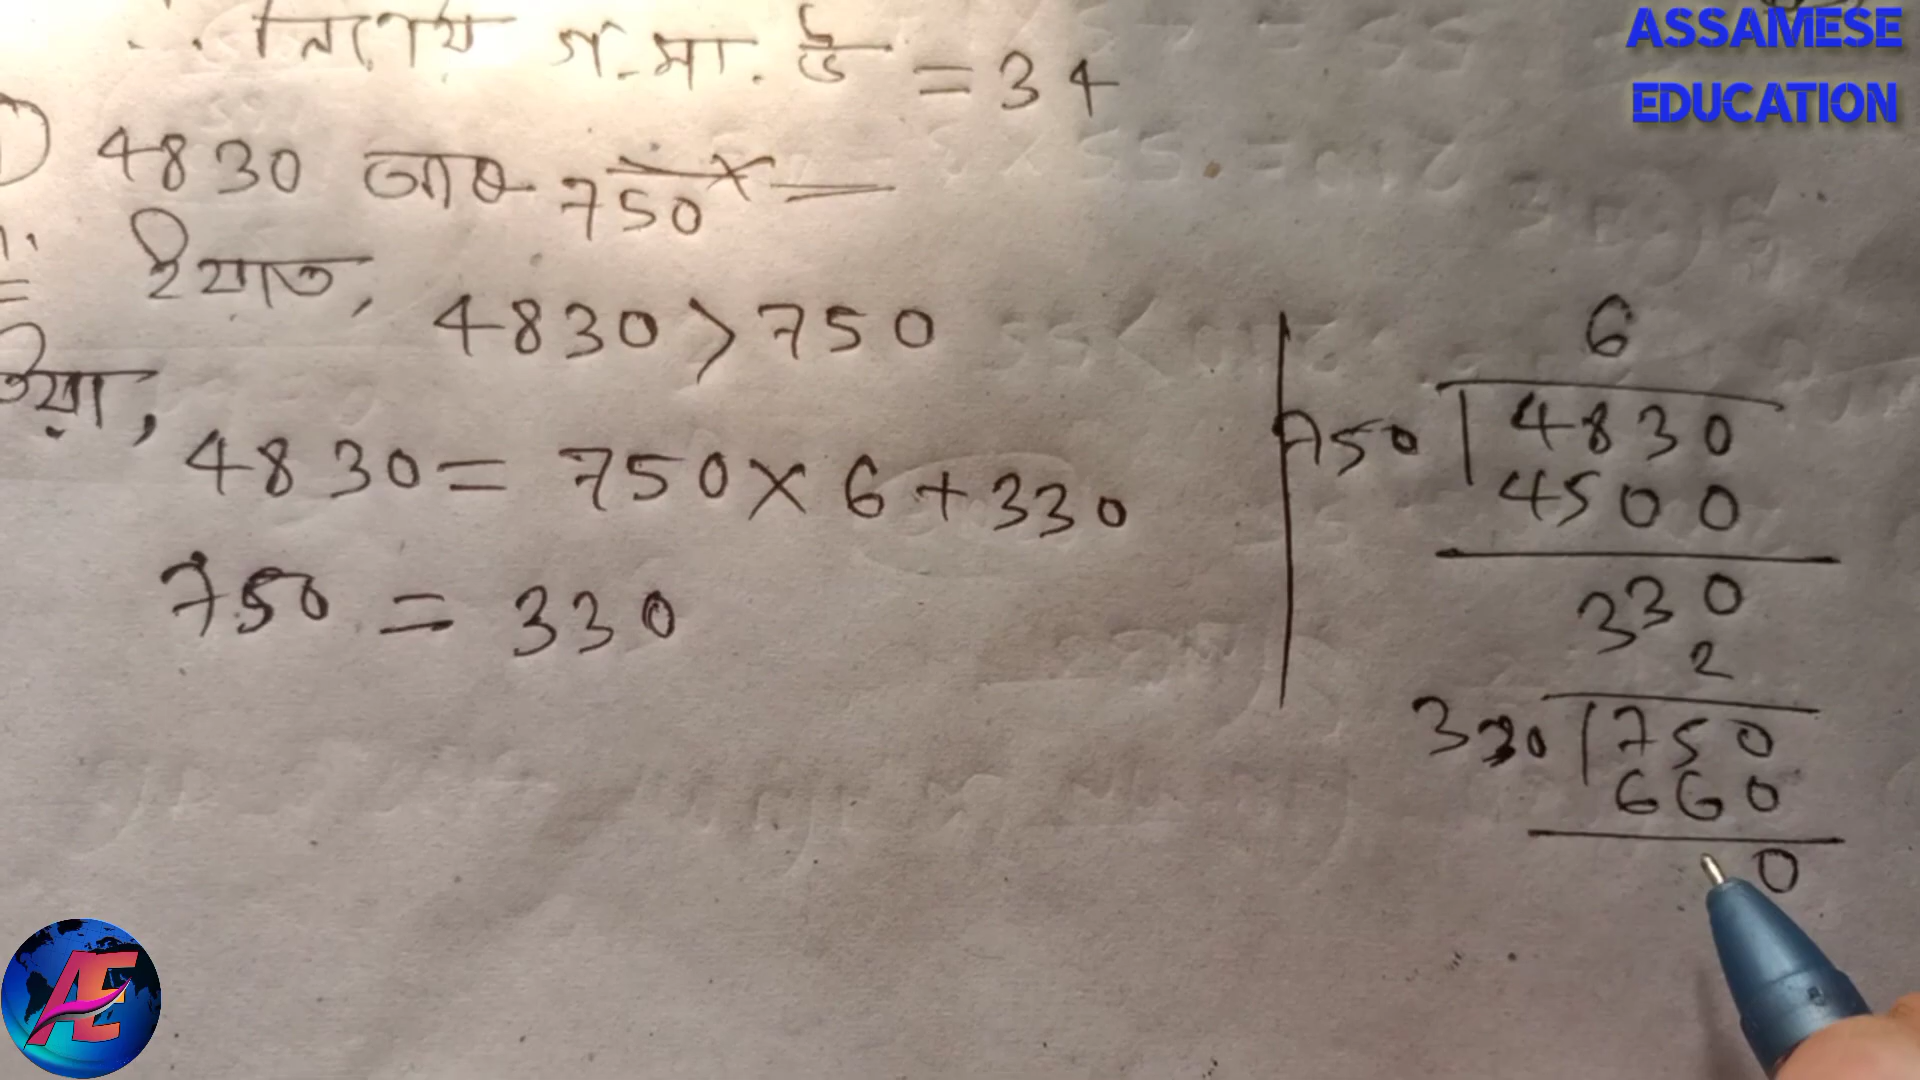 ∴ নির্ণেয় গ.সা.উ = 34
) 4830 আৰু 750
ইয়াত, 4830 > 750
4830 = 750 × 6 + 330
750 = 330
6
750 4830
4500
330
2
330 750
660
0
ASSAMESE
EDUCATION
AE